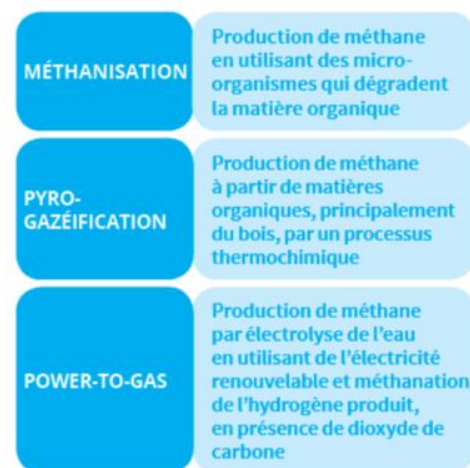 MÉTHANISATION
Production de méthane
en utilisant des micro-
organismes qui dégradent
la matière organique
PYRO-
GAZÉIFICATION
Production de méthane
à partir de matières
organiques, principalement
du bois, par un processus
thermochimique
POWER-TO-GAS
Production de méthane
par électrolyse de l’eau
en utilisant de l’électricité
renouvelable et méthanation
de l’hydrogène produit,
en présence de dioxyde de
carbone